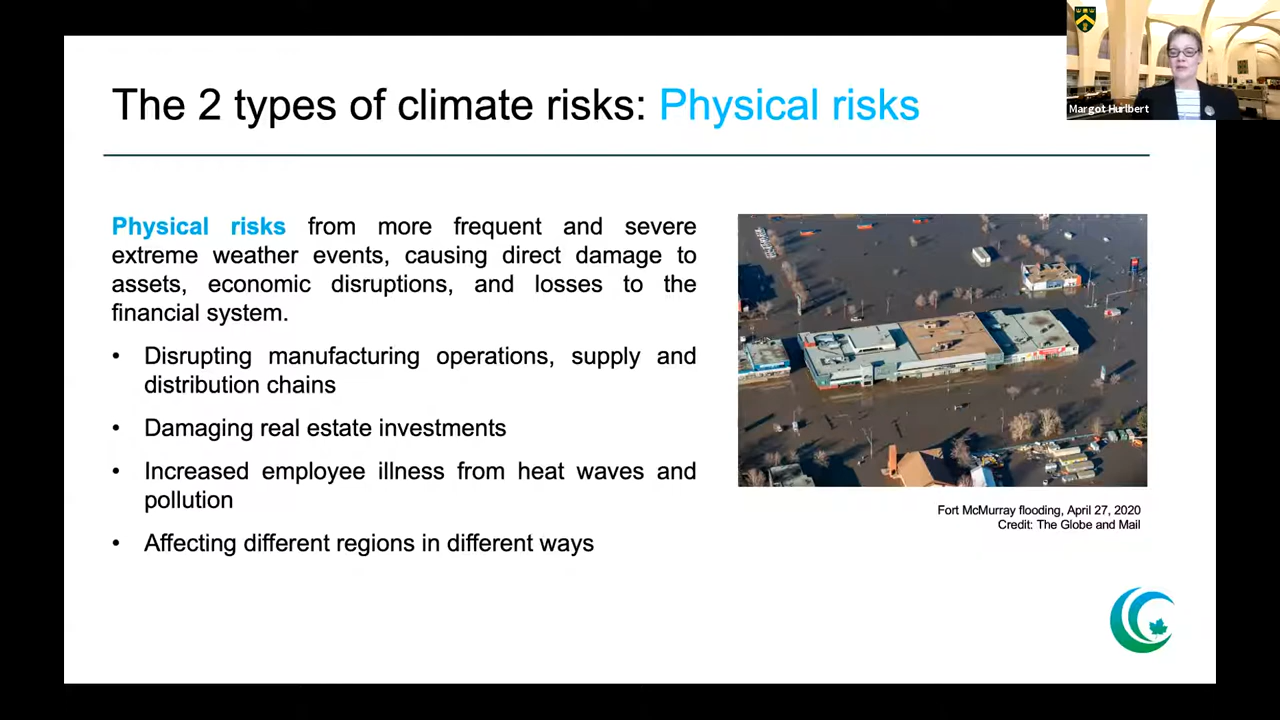 The 2 types of climate risks: Physical risks
Margot Hurlbert
Physical risks from more frequent and severe
extreme weather events, causing direct damage to
assets, economic disruptions, and losses to the
financial system.
• Disrupting manufacturing operations, supply and
distribution chains
• Damaging real estate investments
• Increased employee illness from heat waves and
pollution
• Affecting different regions in different ways
Fort McMurray flooding, April 27, 2020
Credit: The Globe and Mail